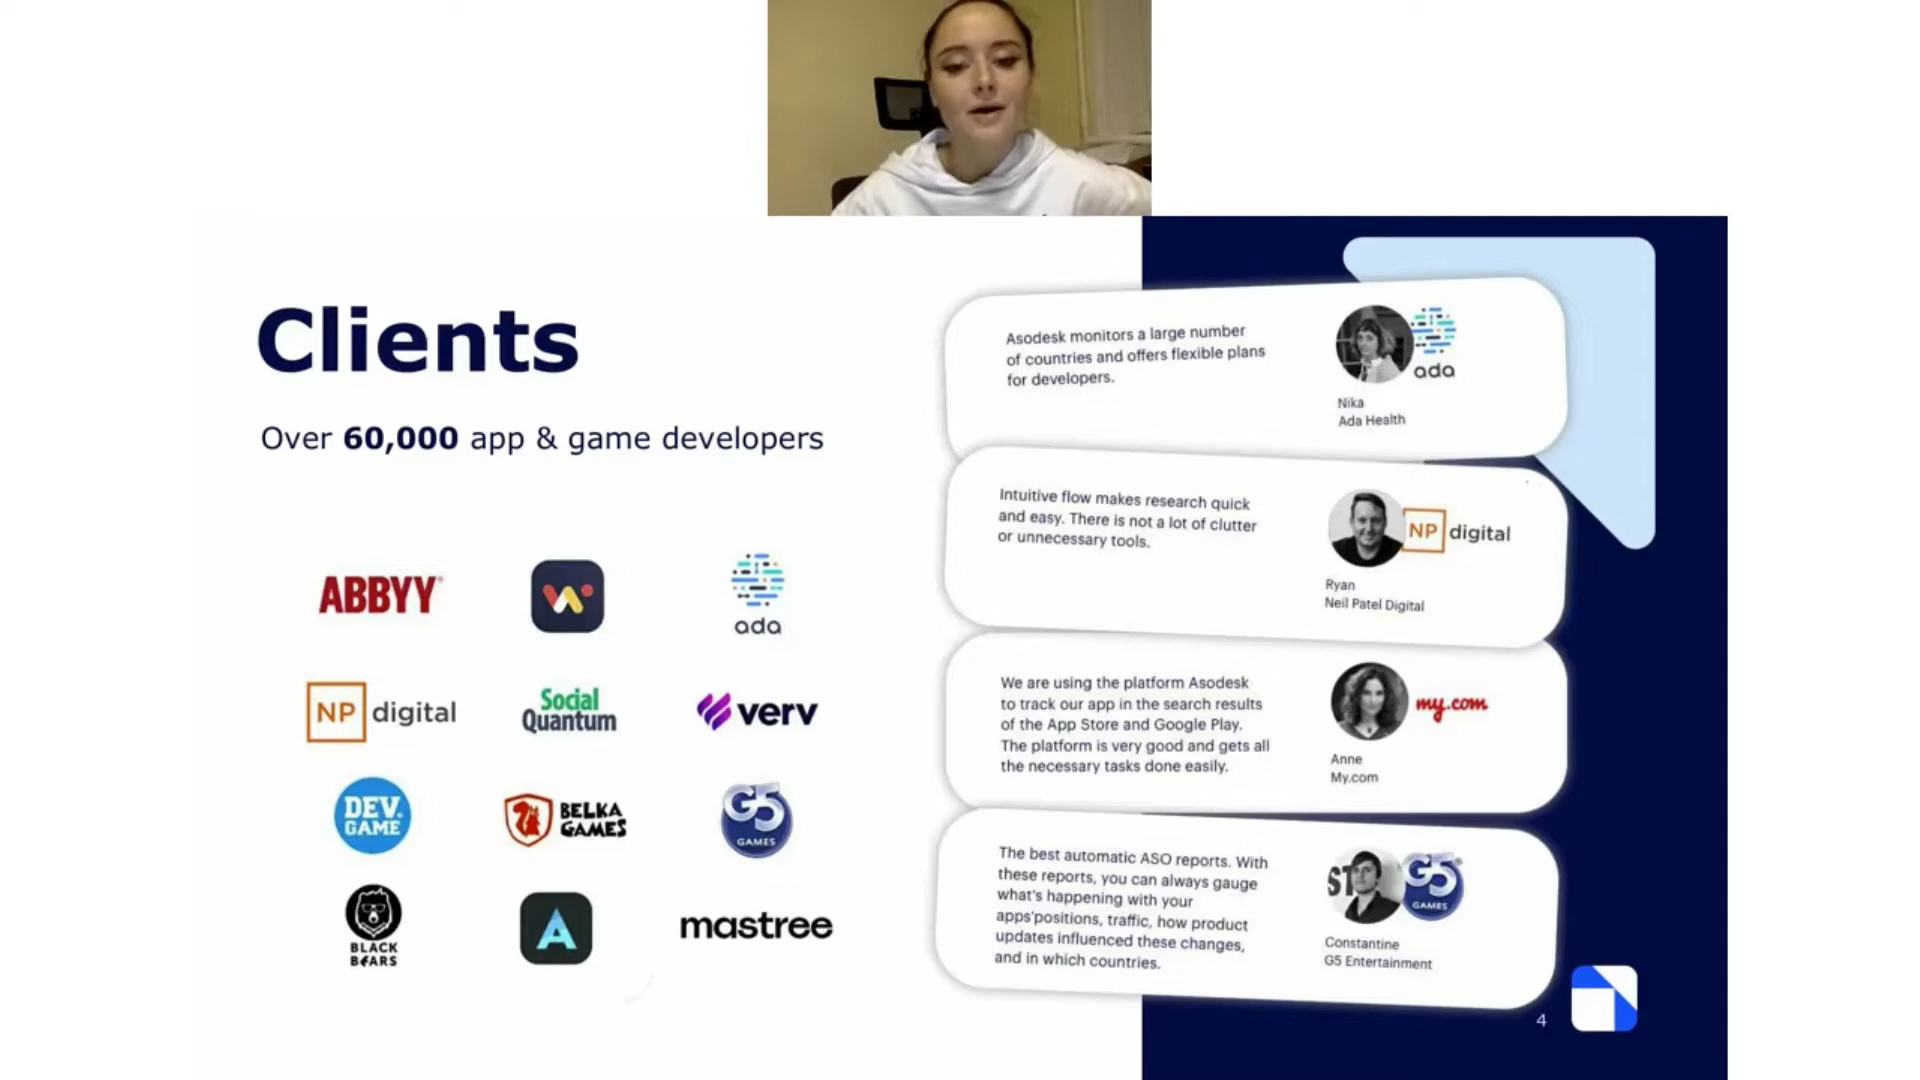 Clients
Over 60,000 app & game developers
ABBYY
ada
NP digital
Social
Quantum
verv
DEV.
GAME
BELKA
GAMES
G5
GAMES
BLACK
BEARS
A
mastree
Asodesk monitors a large number
of countries and offers flexible plans
for developers.
ada
Nika
Ada Health
Intuitive flow makes research quick
and easy. There is not a lot of clutter
or unnecessary tools.
NP digital
Ryan
Neil Patel Digital
We are using the platform Asodesk
to track our app in the search results
of the App Store and Google Play.
The platform is very good and gets all
the necessary tasks done easily.
my.com
Anne
My.com
The best automatic ASO reports. With
these reports, you can always gauge
what's happening with your
apps'positions, traffic, how product
updates influenced these changes,
and in which countries.
ST
G5
GAMES
Constantine
G5 Entertainment
4